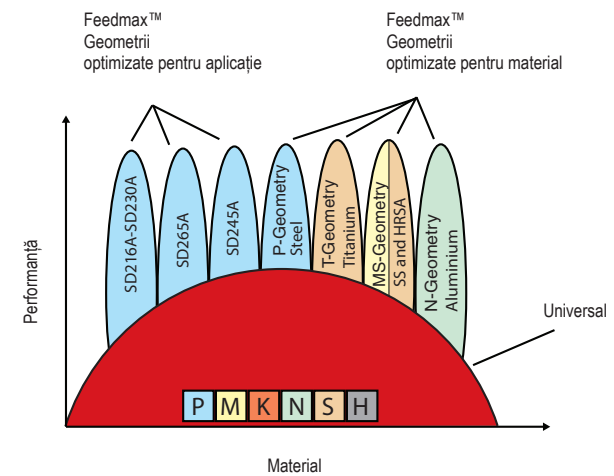 Feedmax™
Geometrii
optimizate pentru aplicație
Feedmax™
Geometrii
optimizate pentru material
Performanță
SD216A-SD230A
SD265A
SD245A
P-Geometry
Steel
T-Geometry
Titanium
MS-Geometry
SS and HRSA
N-Geometry
Aluminium
Universal
P M K N S H
Material